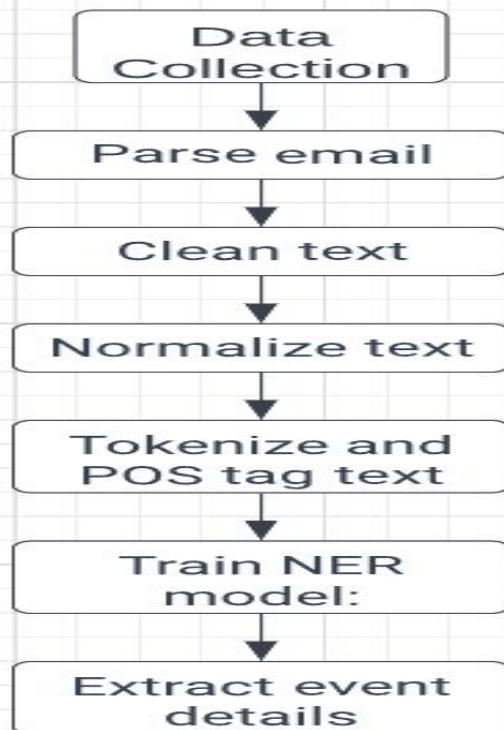 Data
Collection
Parse email
Clean text
Normalize text
Tokenize and
POS tag text
Train NER
model:
Extract event
details